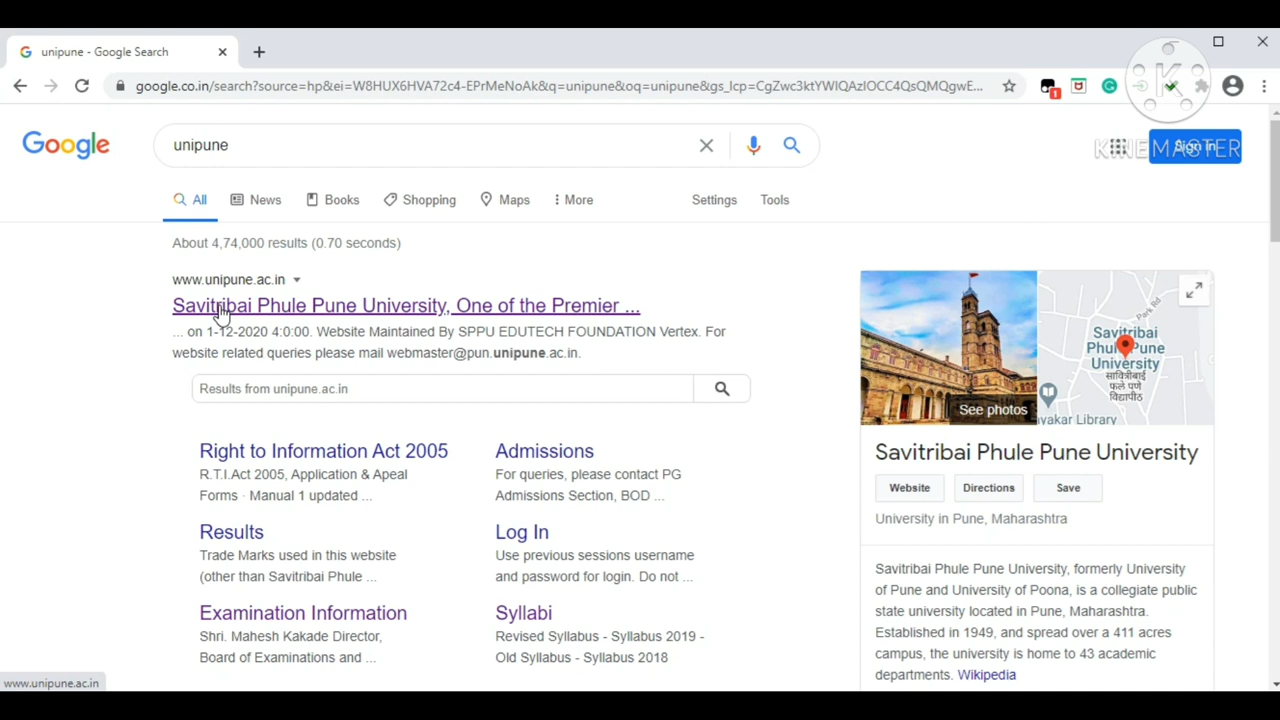 unipune - Google Search
google.co.in/search?source=hp&ei=W8HUX6HVA72c4-EPrMeNoAk&q=unipune&oq=unipune&gs_lcp=CgZwc3ktYWIQAzIOCC4QsQMQgwE...
1
K
Google
unipune
KINEMASTER
Sign in
All
News
Books
Shopping
Maps
More
Settings
Tools
About 4,74,000 results (0.70 seconds)
www.unipune.ac.in
Savitribai Phule Pune University, One of the Premier ...
... on 1-12-2020 4:0:00. Website Maintained By SPPU EDUTECH FOUNDATION Vertex. For
website related queries please mail webmaster@pun.unipune.ac.in.
Results from unipune.ac.in
Right to Information Act 2005
R.T.I.Act 2005, Application & Apeal
Forms · Manual 1 updated ...
Admissions
For queries, please contact PG
Admissions Section, BOD ...
Results
Trade Marks used in this website
(other than Savitribai Phule ...
Log In
Use previous sessions username
and password for login. Do not ...
Examination Information
Shri. Mahesh Kakade Director,
Board of Examinations and ...
Syllabi
Revised Syllabus - Syllabus 2019 -
Old Syllabus - Syllabus 2018
See photos
Park Rd
Savitribai
Phule Pune
University
सावित्रीबाई
फुले पुणे
विद्यापीठ
yakar Library
Savitribai Phule Pune University
Website
Directions
Save
University in Pune, Maharashtra
Savitribai Phule Pune University, formerly University
of Pune and University of Poona, is a collegiate public
state university located in Pune, Maharashtra.
Established in 1949, and spread over a 411 acres
campus, the university is home to 43 academic
departments. Wikipedia
www.unipune.ac.in